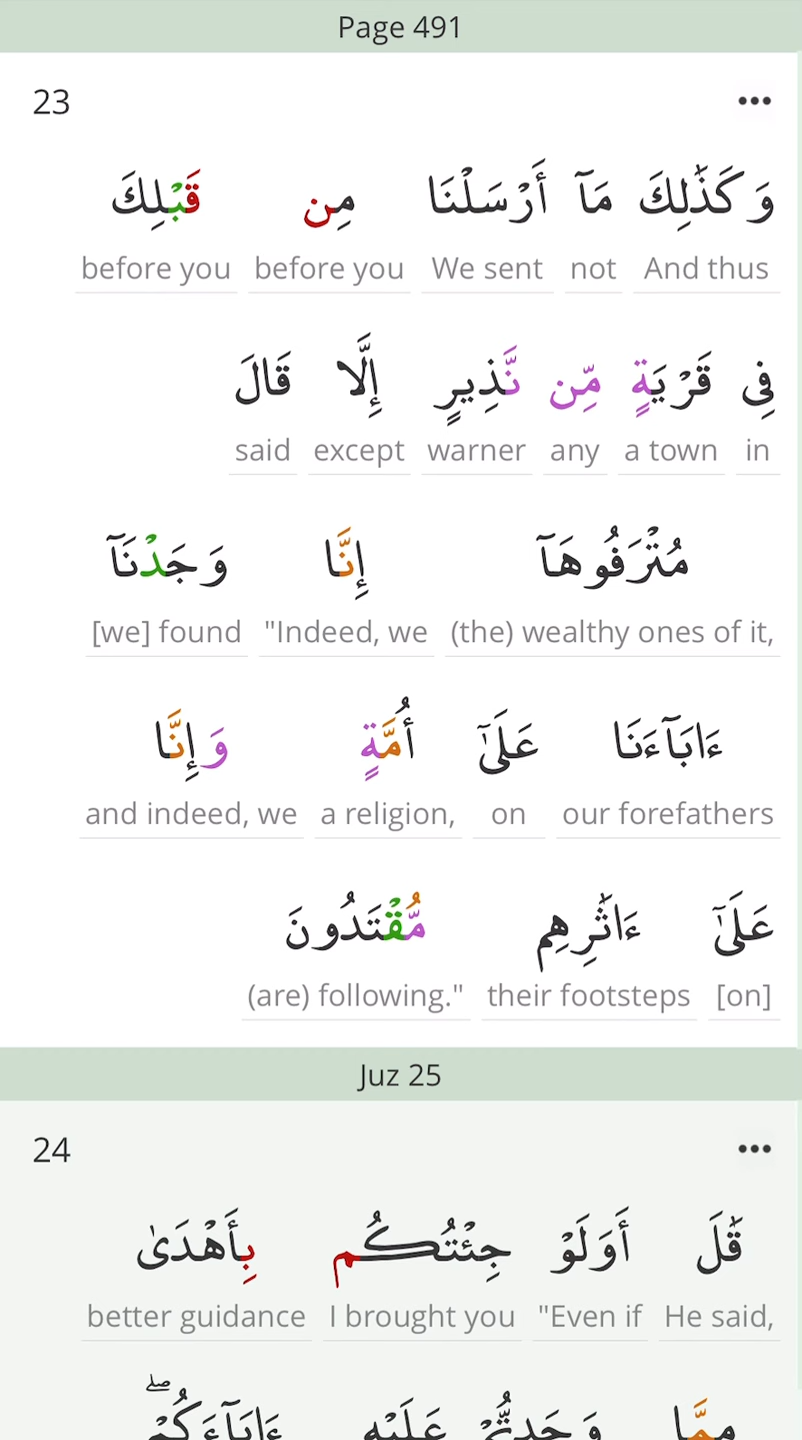 Page 491
23
وَكَذَٰلِكَ مَآ أَرْسَلْنَا مِن قَبْلِكَ
And thus not We sent before you before you
فِى قَرْيَةٍ مِّن نَّذِيرٍ إِلَّا قَالَ
in a town any warner except said
مُتْرَفُوهَآ إِنَّا وَجَدْنَآ
(the) wealthy ones of it, "Indeed, we [we] found
ءَابَآءَنَا عَلَىٰٓ أُمَّةٍ وَإِنَّا
our forefathers on a religion, and indeed, we
عَلَىٰٓ ءَاثَٰرِهِم مُّقْتَدُونَ
[on] their footsteps (are) following."
Juz 25
24
قَٰلَ أَوَلَوْ جِئْتُكُم بِأَهْدَىٰ
He said, "Even if I brought you better guidance
مِمَّا وَجَدتُّمْ عَلَيْهِ ءَابَآءَكُمْ ۖ